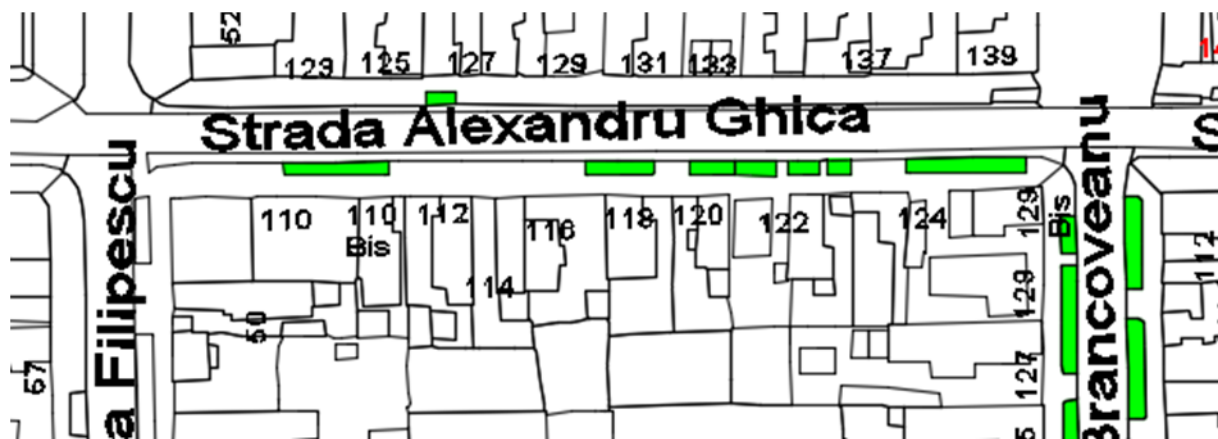 52
123 125 127 129 131 133 137 139
Strada Alexandru Ghica
110 110 Bis 112 114 116 118 120 122 124
129 Bis
129
127
112
50
67
Filipescu
Brancoveanu